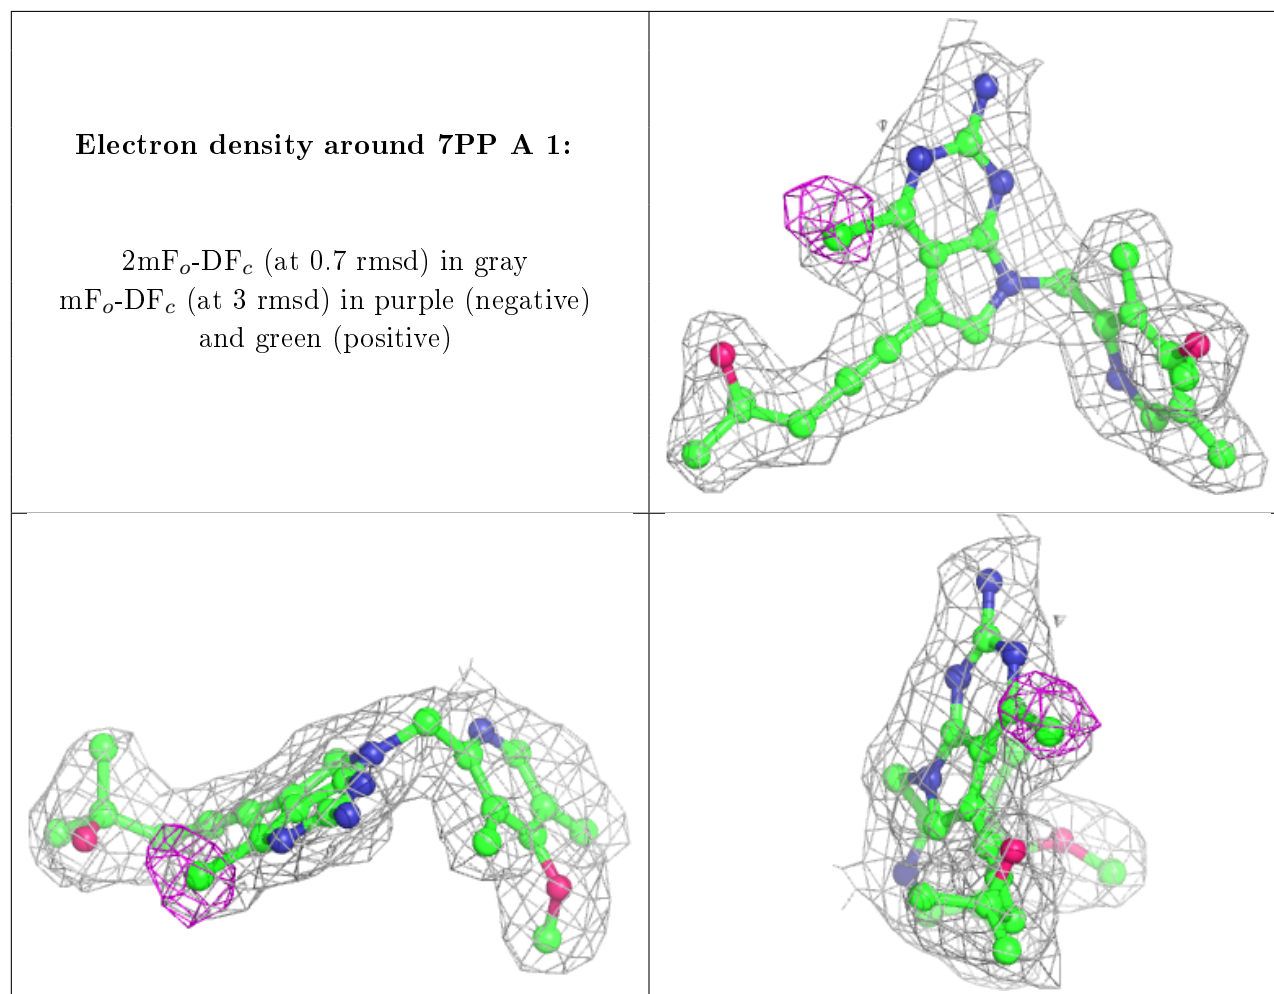 Electron density around 7PP A 1:
2mFₒ-DF𝒸 (at 0.7 rmsd) in gray
mFₒ-DF𝒸 (at 3 rmsd) in purple (negative)
and green (positive)